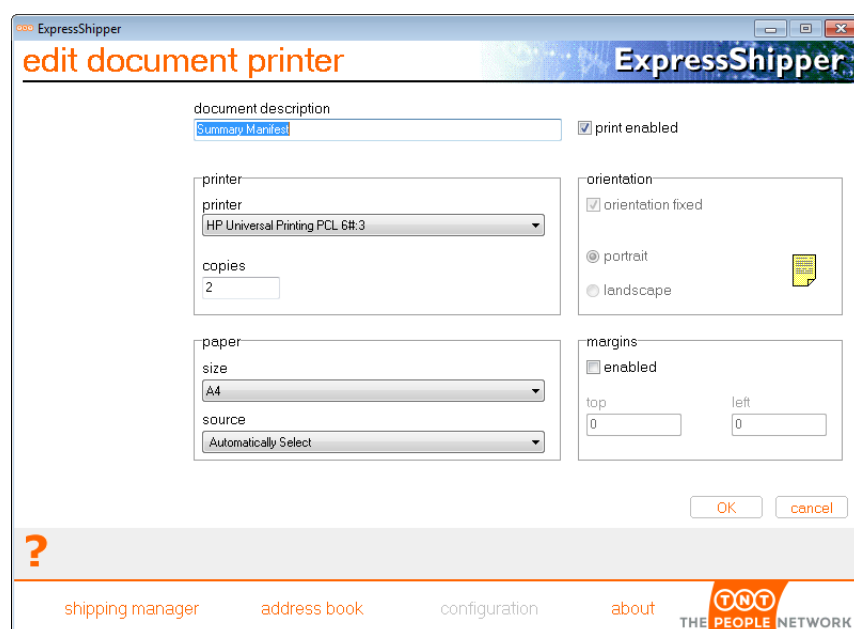 ExpressShipper
edit document printer
ExpressShipper
document description
Summary Manifest
print enabled
printer
printer
HP Universal Printing PCL 6#:3
copies
2
orientation
orientation fixed
portrait
landscape
paper
size
A4
source
Automatically Select
margins
enabled
top left
0 0
OK cancel
?
shipping manager address book configuration about
TNT
THE PEOPLE NETWORK